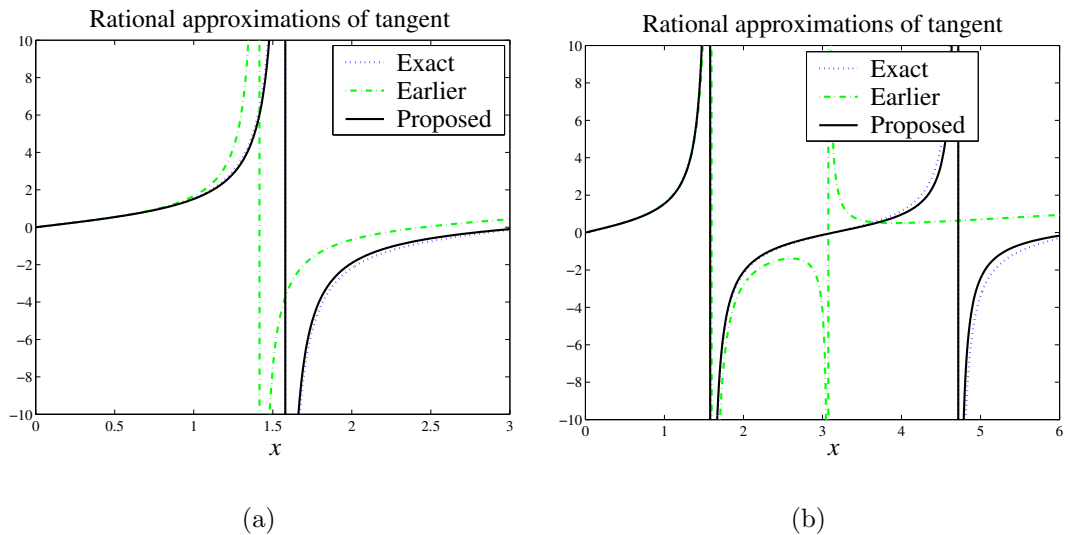 Rational approximations of tangent
10
8
6
4
2
0
−2
−4
−6
−8
−10
0 0.5 1 1.5 2 2.5 3
x
Exact
Earlier
Proposed
(a)
Rational approximations of tangent
10
8
6
4
2
0
−2
−4
−6
−8
−10
0 1 2 3 4 5 6
x
Exact
Earlier
Proposed
(b)